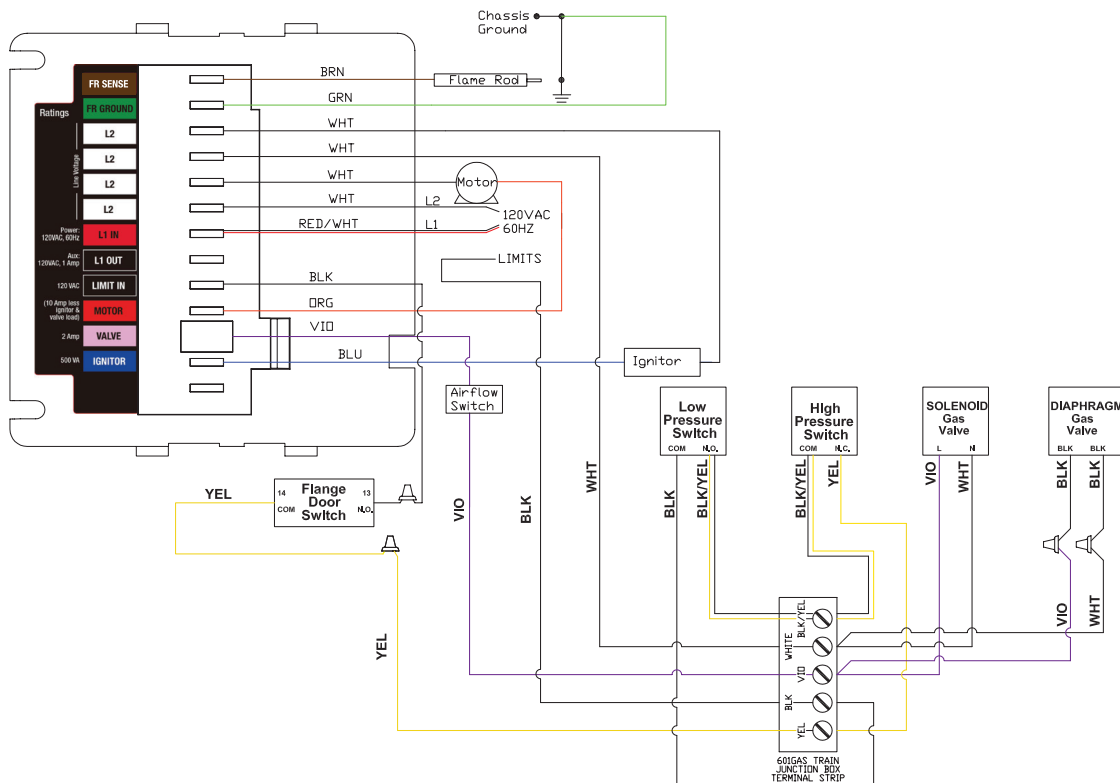 Chassis
Ground
BRN
Flame Rod
GRN
WHT
WHT
WHT
Motor
WHT
L2
120VAC
60HZ
RED/WHT
L1
LIMITS
BLK
ORG
VIO
BLU
Ignitor
Airflow
Switch
Ratings
Line Voltage
FR SENSE
FR GROUND
L2
L2
L2
L2
Power:
120VAC, 60Hz
L1 IN
Aux:
120VAC, 1 Amp
L1 OUT
120 VAC
LIMIT IN
(10 Amp less
ignitor &
valve load)
MOTOR
2 Amp
VALVE
500 VA
IGNITOR
Low
Pressure
Switch
COM N.O.
High
Pressure
Switch
COM N.C.
SOLENOID
Gas
Valve
L N
DIAPHRAGM
Gas
Valve
BLK BLK
BLK
BLK/YEL
BLK/YEL
YEL
VIO
WHT
BLK
BLK
VIO
WHT
YEL
14 13
Flange
Door
Switch
COM N.O.
VIO
BLK
WHT
YEL
BLK/YEL
WHITE
VIO
BLK
YEL
601GAS TRAIN
JUNCTION BOX
TERMINAL STRIP